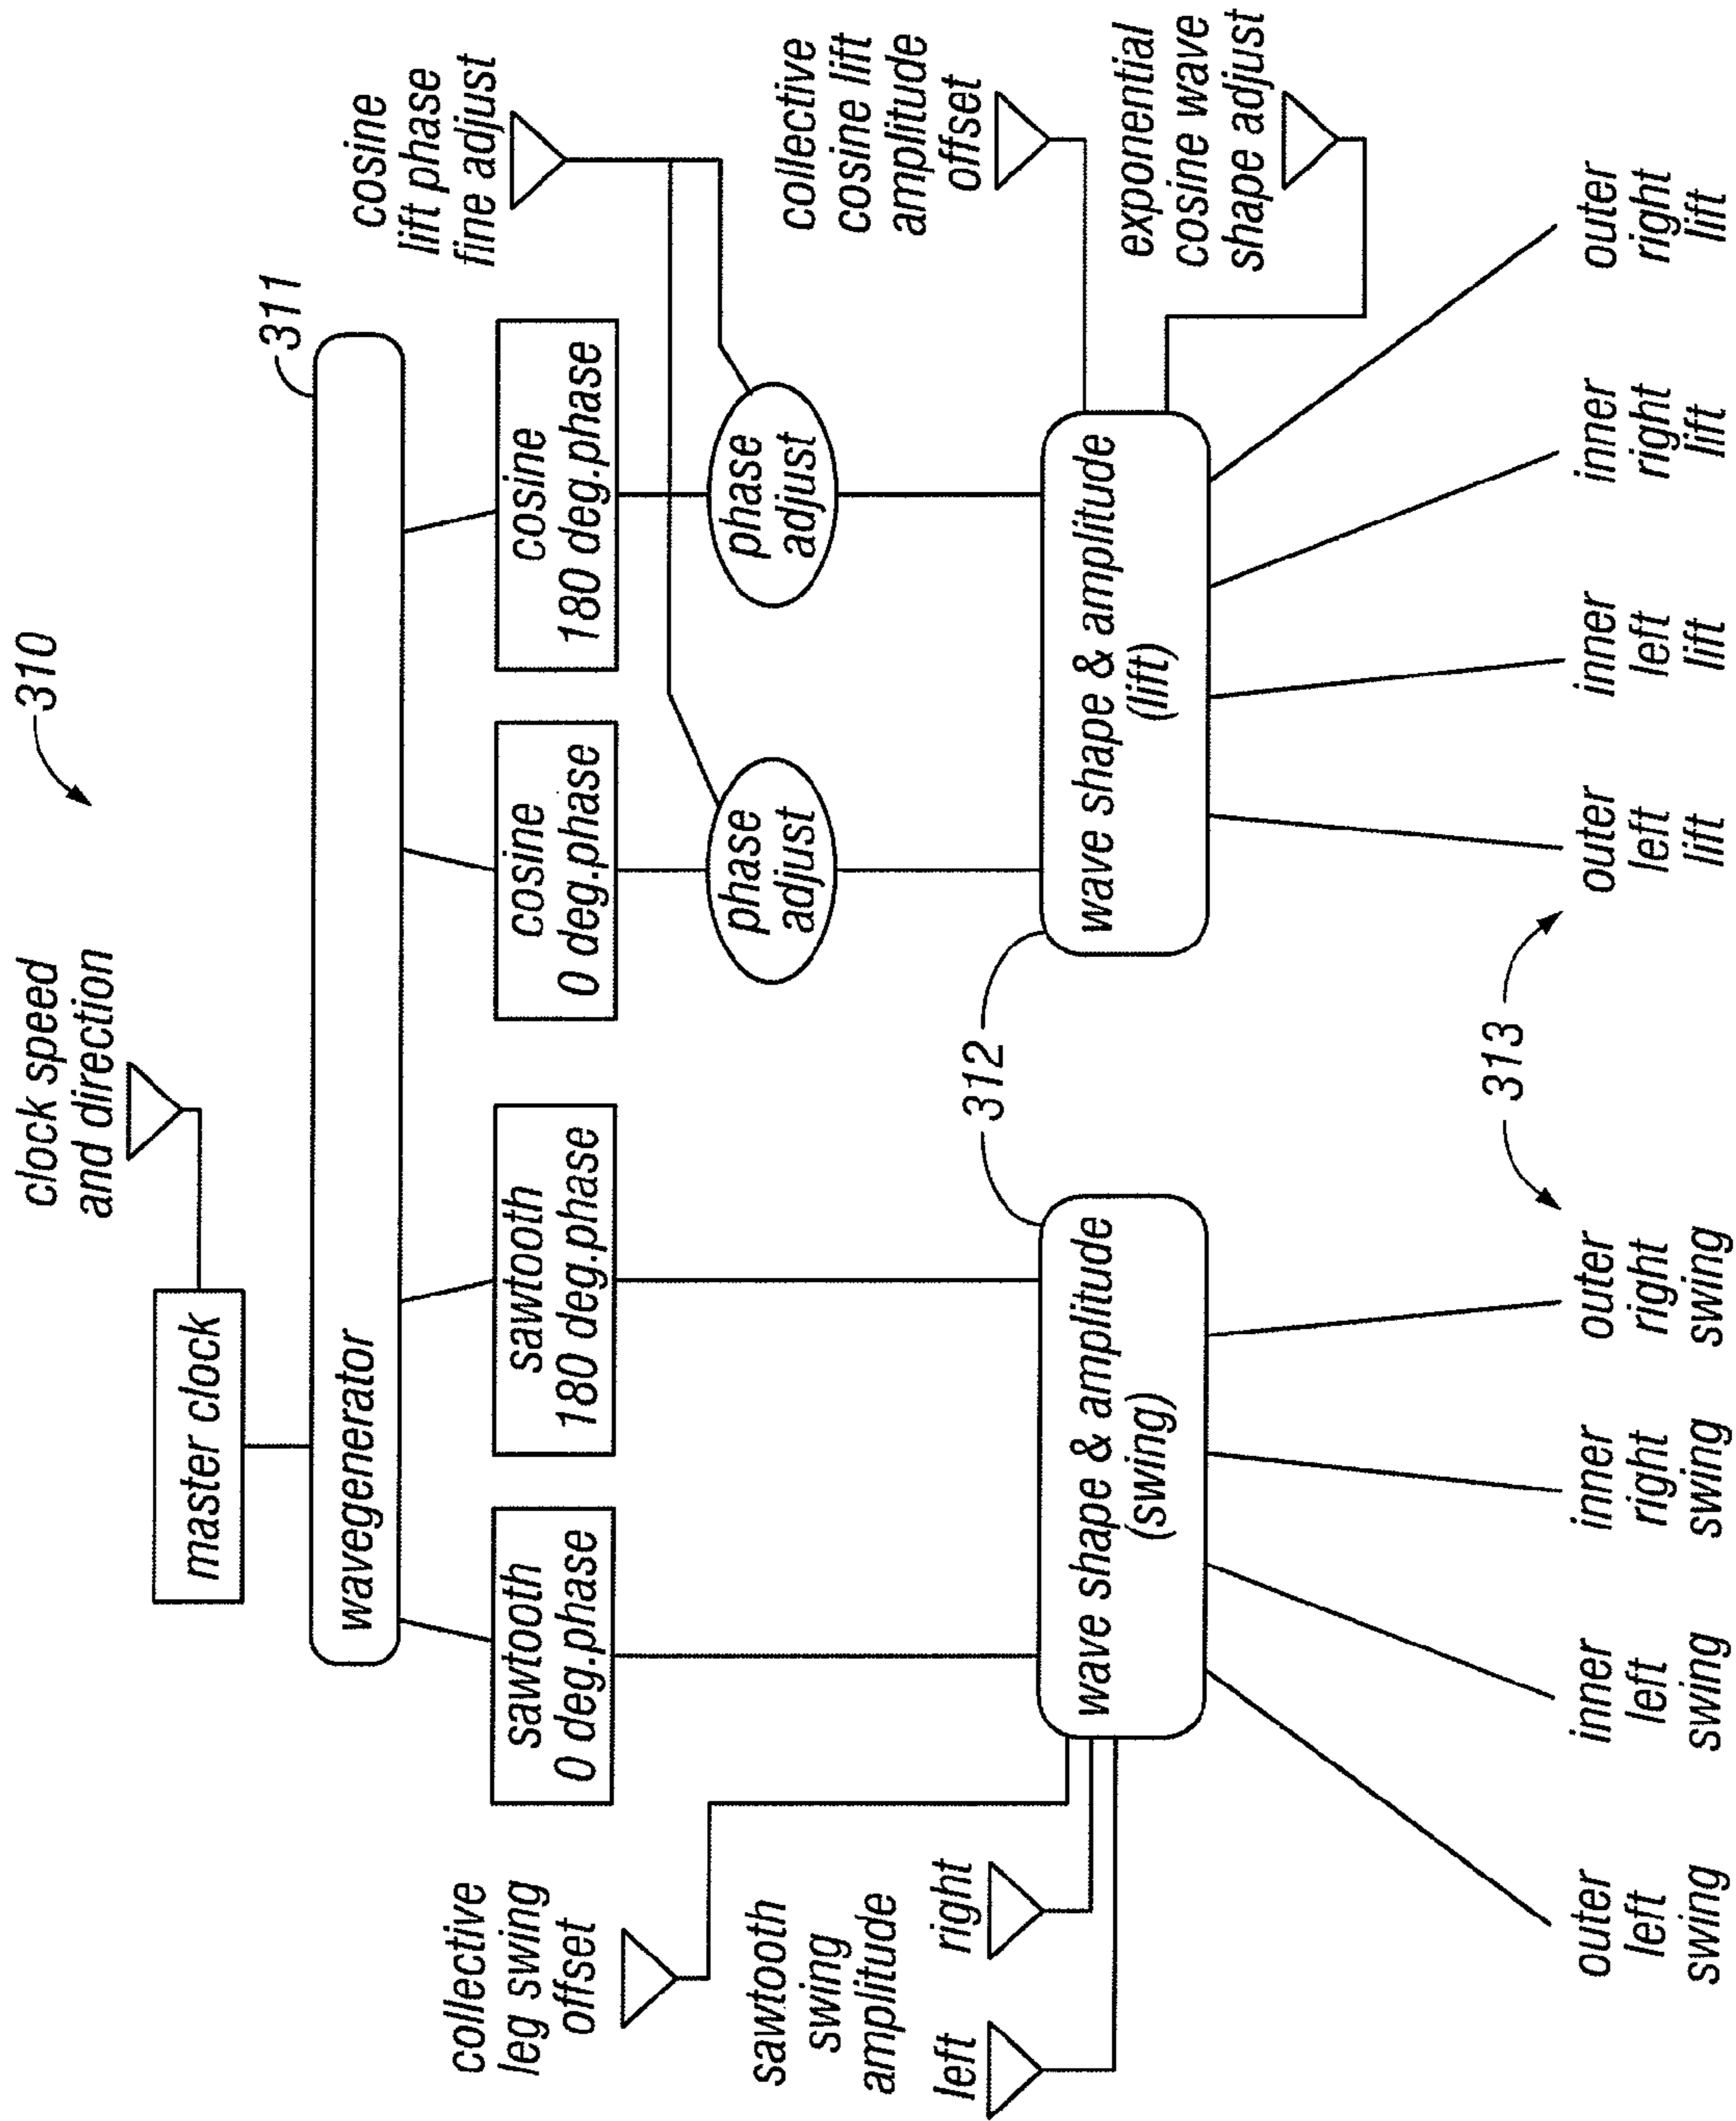 310
clock speed
and direction
master clock
311
wavegenerator
sawtooth
0 deg.phase
sawtooth
180 deg.phase
cosine
0 deg.phase
cosine
180 deg.phase
cosine
lift phase
fine adjust
collective
leg swing
offset
phase
adjust
phase
adjust
sawtooth
swing
amplitude
left
right
collective
cosine lift
amplitude
offset
312
wave shape & amplitude
(swing)
wave shape & amplitude
(lift)
exponential
cosine wave
shape adjust
313
outer
left
swing
inner
left
swing
inner
right
swing
outer
right
swing
outer
left
lift
inner
left
lift
inner
right
lift
outer
right
lift